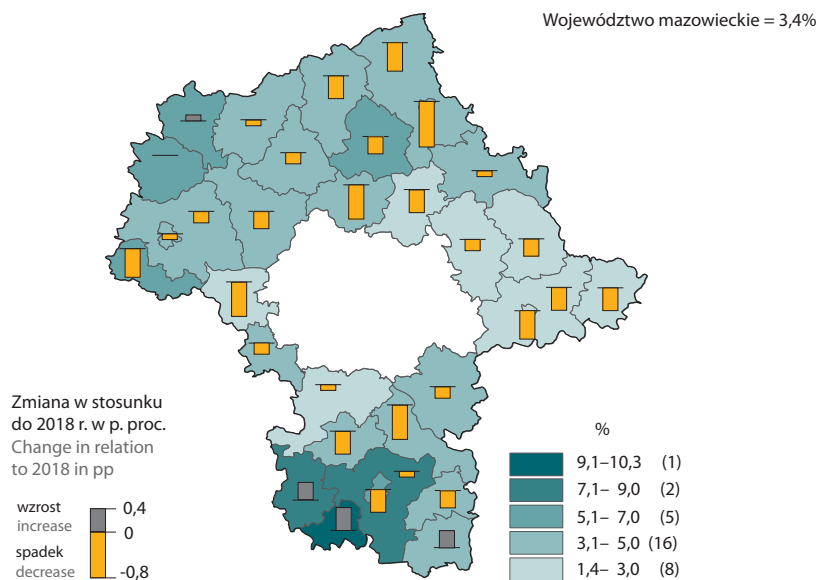 Województwo mazowieckie = 3,4%
Zmiana w stosunku
do 2018 r. w p. proc.
Change in relation
to 2018 in pp
wzrost
increase
spadek
decrease
0,4
0
-0,8
%
9,1–10,3 (1)
7,1– 9,0 (2)
5,1– 7,0 (5)
3,1– 5,0 (16)
1,4– 3,0 (8)